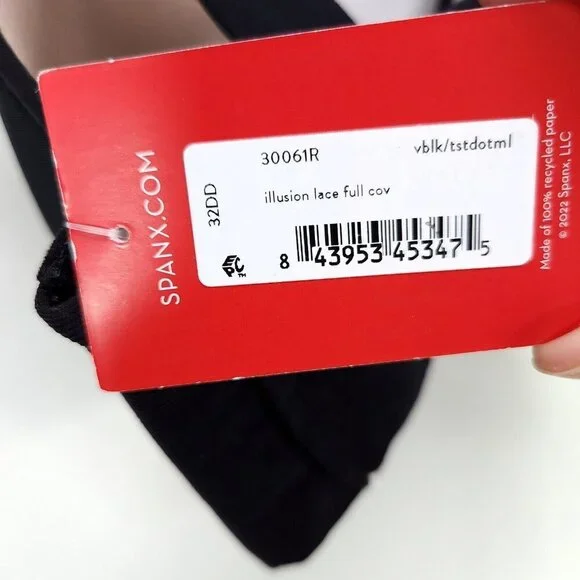 30061R
vblk/tstdotml
32DD
illusion lace full cov
8 43953 45347 5
EPC™
SPANX.COM
Made of 100% recycled paper
© 2022 Spanx, LLC